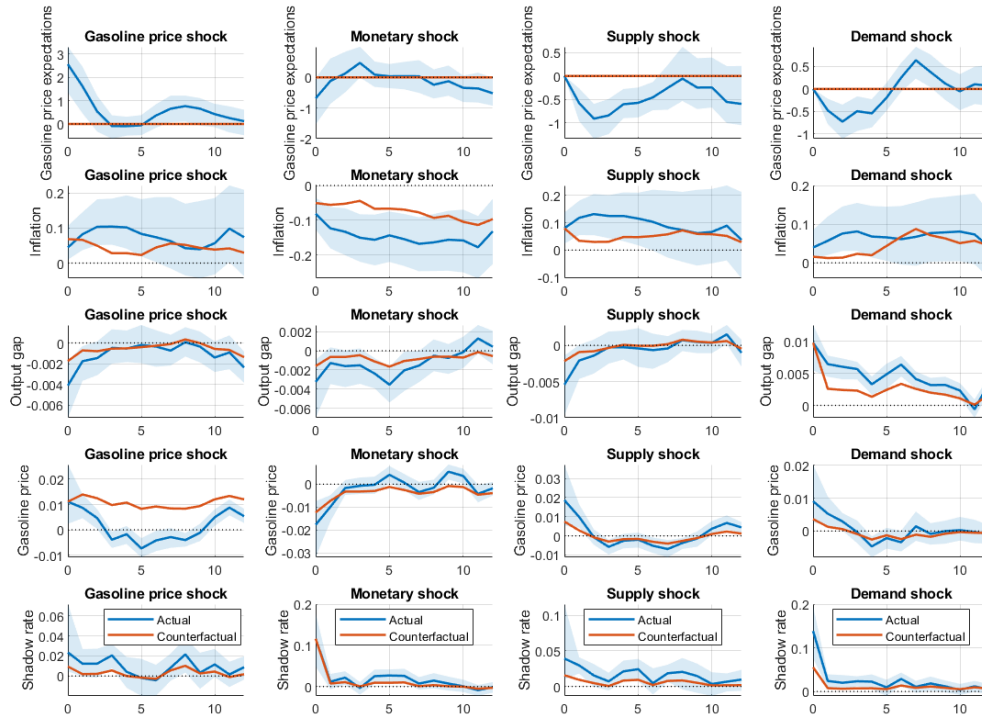 Gasoline price shock
Monetary shock
Supply shock
Demand shock
Gasoline price expectations
3
2
1
0
0
5
10
Gasoline price expectations
0
-1
-2
0
5
10
Gasoline price expectations
0.5
0
-0.5
-1
0
5
10
Gasoline price expectations
0.5
0
-0.5
-1
0
5
10
Gasoline price shock
Monetary shock
Supply shock
Demand shock
Inflation
0.2
0.1
0
0
5
10
Inflation
0
-0.1
-0.2
0
5
10
Inflation
0.2
0.1
0
-0.1
0
5
10
Inflation
0.2
0.1
0
0
5
10
Gasoline price shock
Monetary shock
Supply shock
Demand shock
Output gap
0
-0.002
-0.004
-0.006
0
5
10
Output gap
0.002
0
-0.002
-0.004
-0.006
0
5
10
Output gap
0
-0.005
-0.01
0
5
10
Output gap
0.01
0.005
0
0
5
10
Gasoline price shock
Monetary shock
Supply shock
Demand shock
Gasoline price
0.02
0.01
0
-0.01
0
5
10
Gasoline price
0
-0.01
-0.02
-0.03
0
5
10
Gasoline price
0.03
0.02
0.01
0
-0.01
0
5
10
Gasoline price
0.02
0.01
0
-0.01
0
5
10
Gasoline price shock
Monetary shock
Supply shock
Demand shock
Shadow rate
0.06
0.04
0.02
0
Actual
Counterfactual
0
5
10
Shadow rate
0.2
0.1
0
Actual
Counterfactual
0
5
10
Shadow rate
0.1
0.05
0
Actual
Counterfactual
0
5
10
Shadow rate
0.2
0.1
0
Actual
Counterfactual
0
5
10